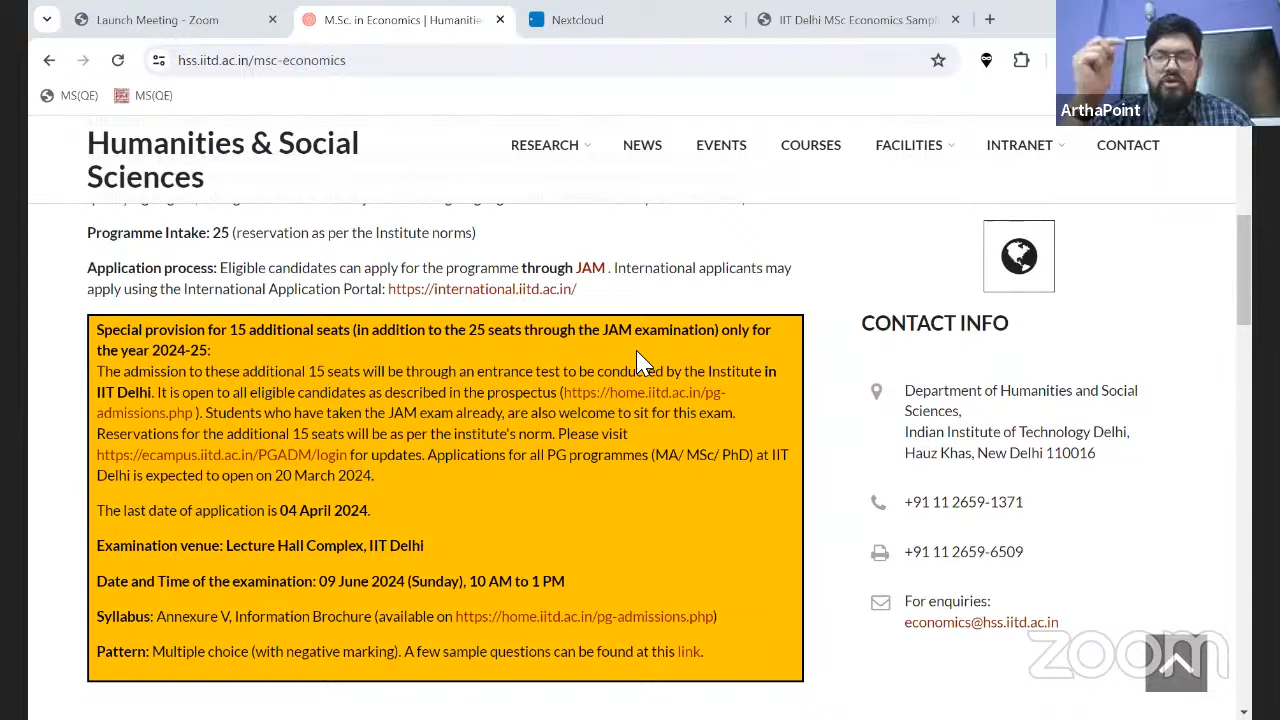 Launch Meeting - Zoom
M.Sc. in Economics | Humanitie
Nextcloud
IIT Delhi MSc Economics Sampl
hss.iitd.ac.in/msc-economics
MS(QE)
MS(QE)
ArthaPoint
Humanities & Social
Sciences
RESEARCH
NEWS
EVENTS
COURSES
FACILITIES
INTRANET
CONTACT
Programme Intake: 25 (reservation as per the Institute norms)
Application process: Eligible candidates can apply for the programme through JAM . International applicants may
apply using the International Application Portal: https://international.iitd.ac.in/
Special provision for 15 additional seats (in addition to the 25 seats through the JAM examination) only for
the year 2024-25:
The admission to these additional 15 seats will be through an entrance test to be conducted by the Institute in
IIT Delhi. It is open to all eligible candidates as described in the prospectus (https://home.iitd.ac.in/pg-
admissions.php ). Students who have taken the JAM exam already, are also welcome to sit for this exam.
Reservations for the additional 15 seats will be as per the institute's norm. Please visit
https://ecampus.iitd.ac.in/PGADM/login for updates. Applications for all PG programmes (MA/ MSc/ PhD) at IIT
Delhi is expected to open on 20 March 2024.
The last date of application is 04 April 2024.
Examination venue: Lecture Hall Complex, IIT Delhi
Date and Time of the examination: 09 June 2024 (Sunday), 10 AM to 1 PM
Syllabus: Annexure V, Information Brochure (available on https://home.iitd.ac.in/pg-admissions.php)
Pattern: Multiple choice (with negative marking). A few sample questions can be found at this link.
CONTACT INFO
Department of Humanities and Social
Sciences,
Indian Institute of Technology Delhi,
Hauz Khas, New Delhi 110016
+91 11 2659-1371
+91 11 2659-6509
For enquiries:
economics@hss.iitd.ac.in
zoom